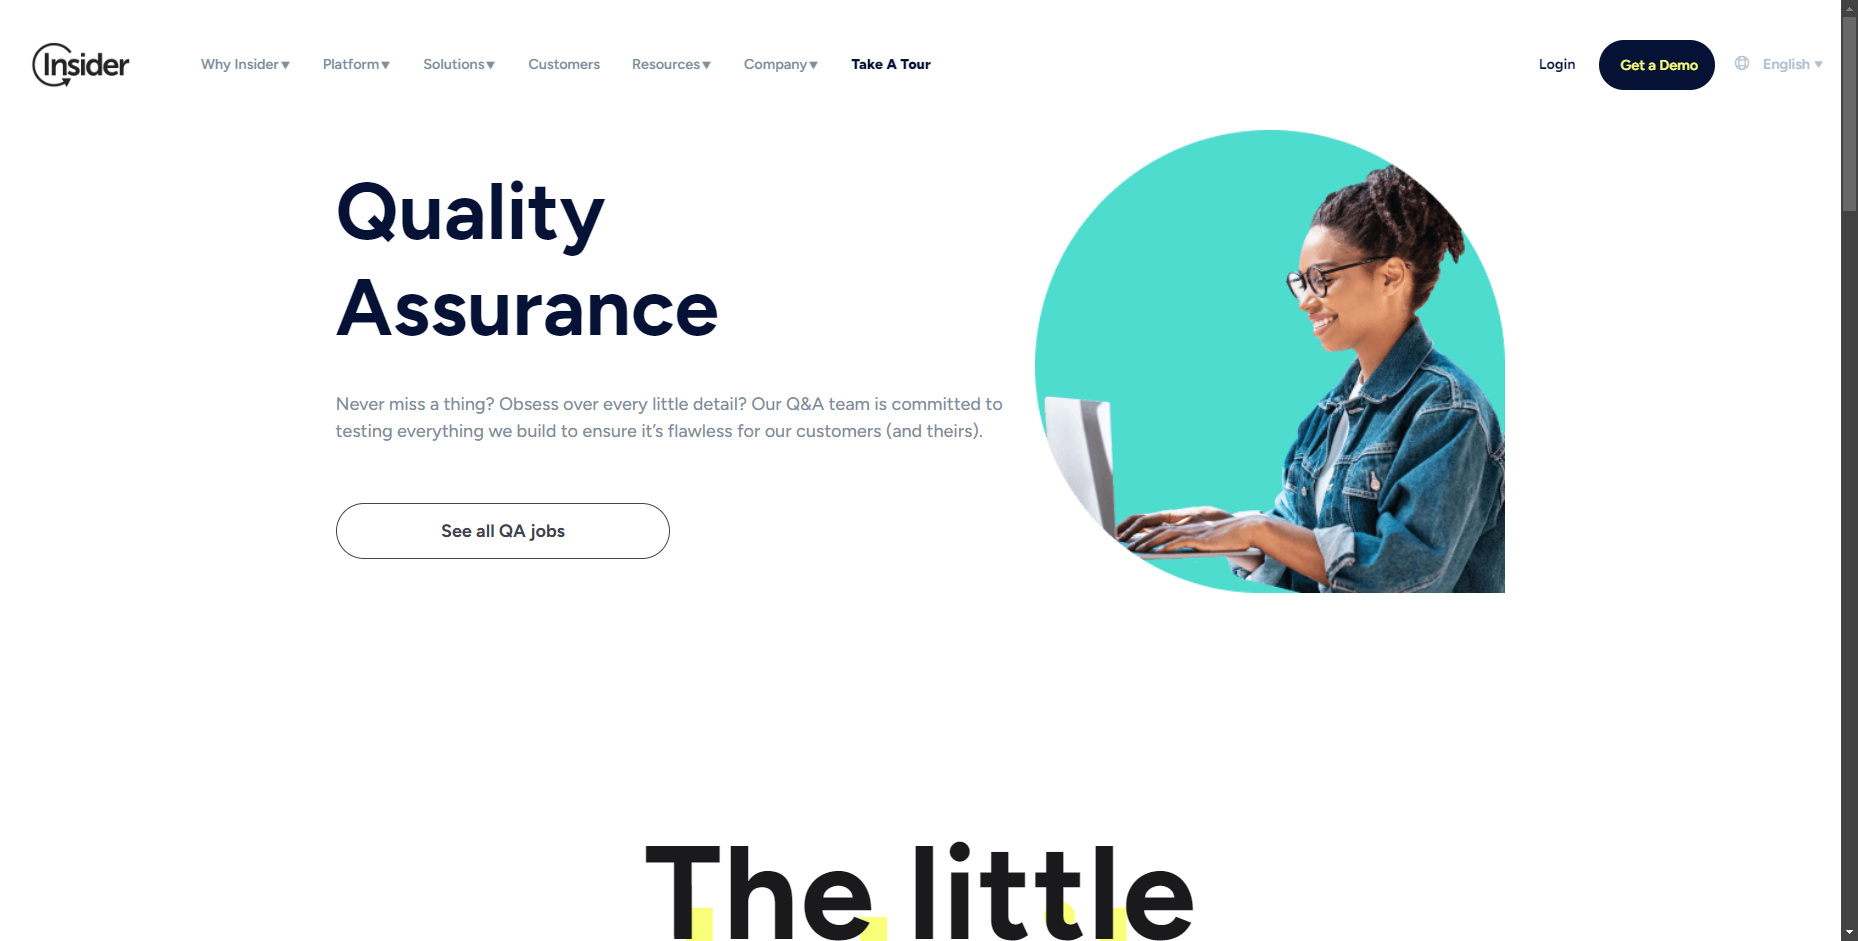 Insider
Why Insider Platform Solutions Customers Resources Company Take A Tour
Login Get a Demo English
Quality
Assurance
Never miss a thing? Obsess over every little detail? Our Q&A team is committed to
testing everything we build to ensure it’s flawless for our customers (and theirs).
See all QA jobs
The little